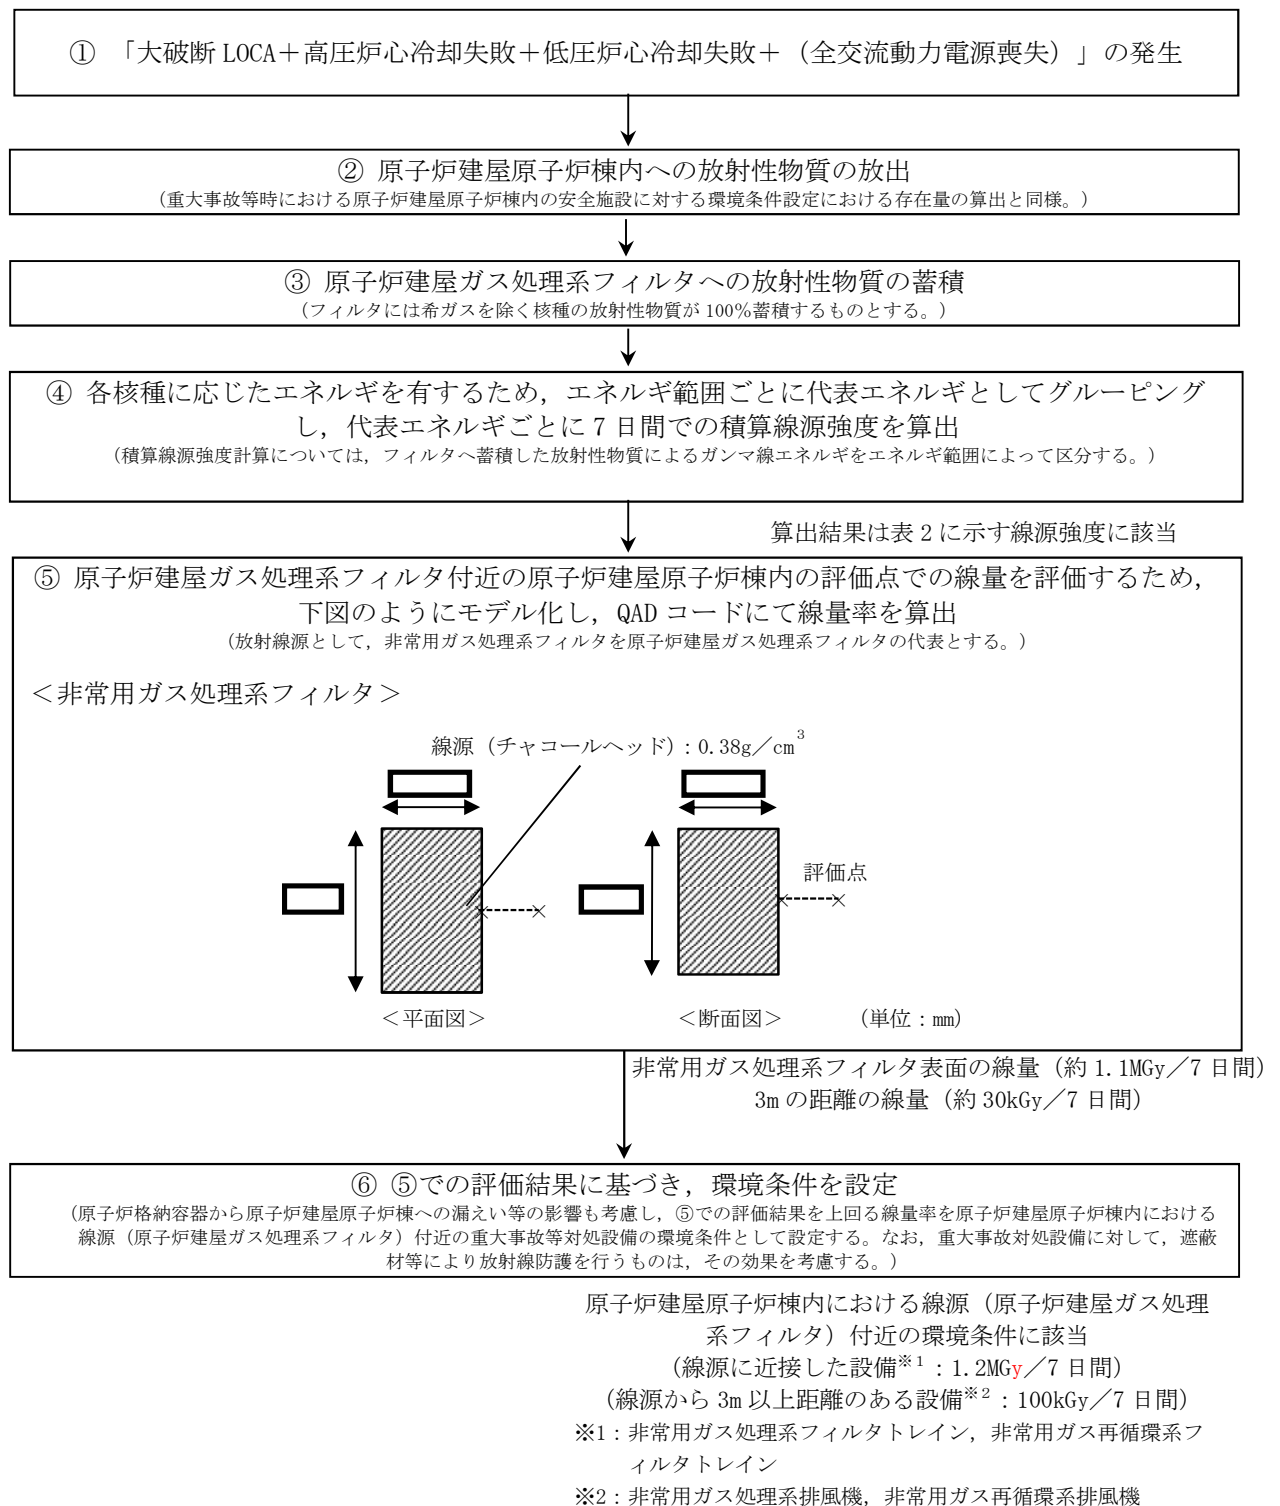 ① 「大破断 LOCA＋高圧炉心冷却失敗＋低圧炉心冷却失敗＋（全交流動力電源喪失）」の発生
② 原子炉建屋原子炉棟内への放射性物質の放出
（重大事故等時における原子炉建屋原子炉棟内の安全施設に対する環境条件設定における存在量の算出と同様。）
③ 原子炉建屋ガス処理系フィルタへの放射性物質の蓄積
（フィルタには希ガスを除く核種の放射性物質が 100％蓄積するものとする。）
④ 各核種に応じたエネルギを有するため，エネルギ範囲ごとに代表エネルギとしてグルーピング
し，代表エネルギごとに 7 日間での積算線源強度を算出
（積算線源強度計算については，フィルタへ蓄積した放射性物質によるガンマ線エネルギをエネルギ範囲によって区分する。）
算出結果は表 2 に示す線源強度に該当
⑤ 原子炉建屋ガス処理系フィルタ付近の原子炉建屋原子炉棟内の評価点での線量を評価するため，
下図のようにモデル化し，QAD コードにて線量率を算出
（放射線源として，非常用ガス処理系フィルタを原子炉建屋ガス処理系フィルタの代表とする。）
＜非常用ガス処理系フィルタ＞
線源（チャコールヘッド）：0.38g／cm³
評価点
＜平面図＞ ＜断面図＞ （単位：mm）
非常用ガス処理系フィルタ表面の線量（約 1.1MGy／7 日間）
3m の距離の線量（約 30kGy／7 日間）
⑥ ⑤での評価結果に基づき，環境条件を設定
（原子炉格納容器から原子炉建屋原子炉棟への漏えい等の影響も考慮し，⑤での評価結果を上回る線量率を原子炉建屋原子炉棟内における
線源（原子炉建屋ガス処理系フィルタ）付近の重大事故等対処設備の環境条件として設定する。なお，重大事故対処設備に対して，遮蔽
材等により放射線防護を行うものは，その効果を考慮する。）
原子炉建屋原子炉棟内における線源（原子炉建屋ガス処理
系フィルタ）付近の環境条件に該当
（線源に近接した設備※1：1.2MGy／7 日間）
（線源から 3m 以上距離のある設備※2：100kGy／7 日間）
※1：非常用ガス処理系フィルタトレイン，非常用ガス再循環系フ
ィルタトレイン
※2：非常用ガス処理系排風機，非常用ガス再循環系排風機